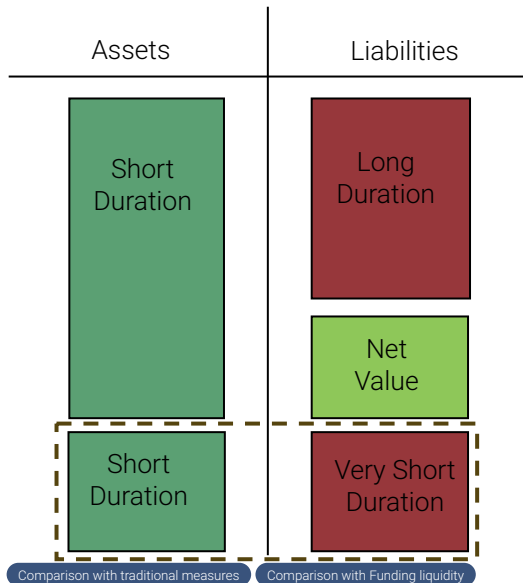 Assets
Liabilities
Short
Duration
Long
Duration
Net
Value
Short
Duration
Very Short
Duration
Comparison with traditional measures
Comparison with Funding liquidity